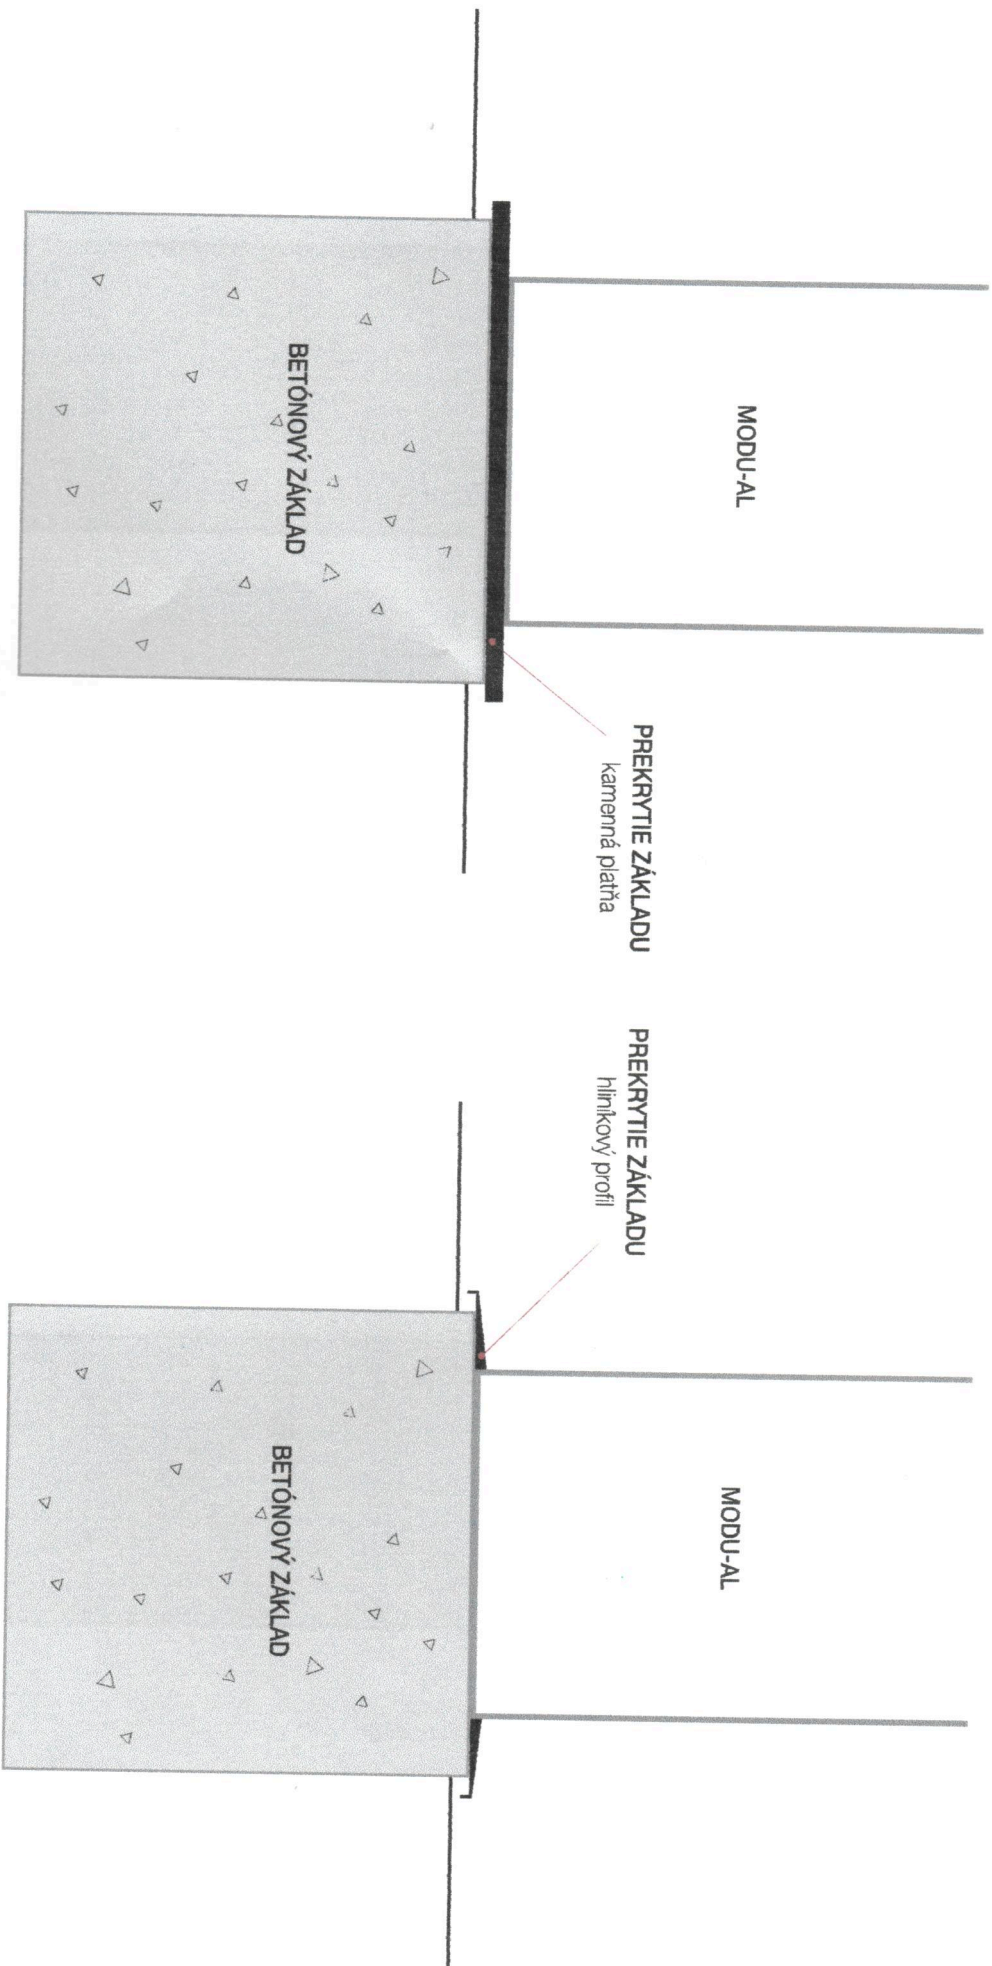 MODU-AL
PREKRYTIE ZÁKLADU
kamenná platňa
BETÓNOVÝ ZÁKLAD
MODU-AL
PREKRYTIE ZÁKLADU
hliníkový profil
BETÓNOVÝ ZÁKLAD